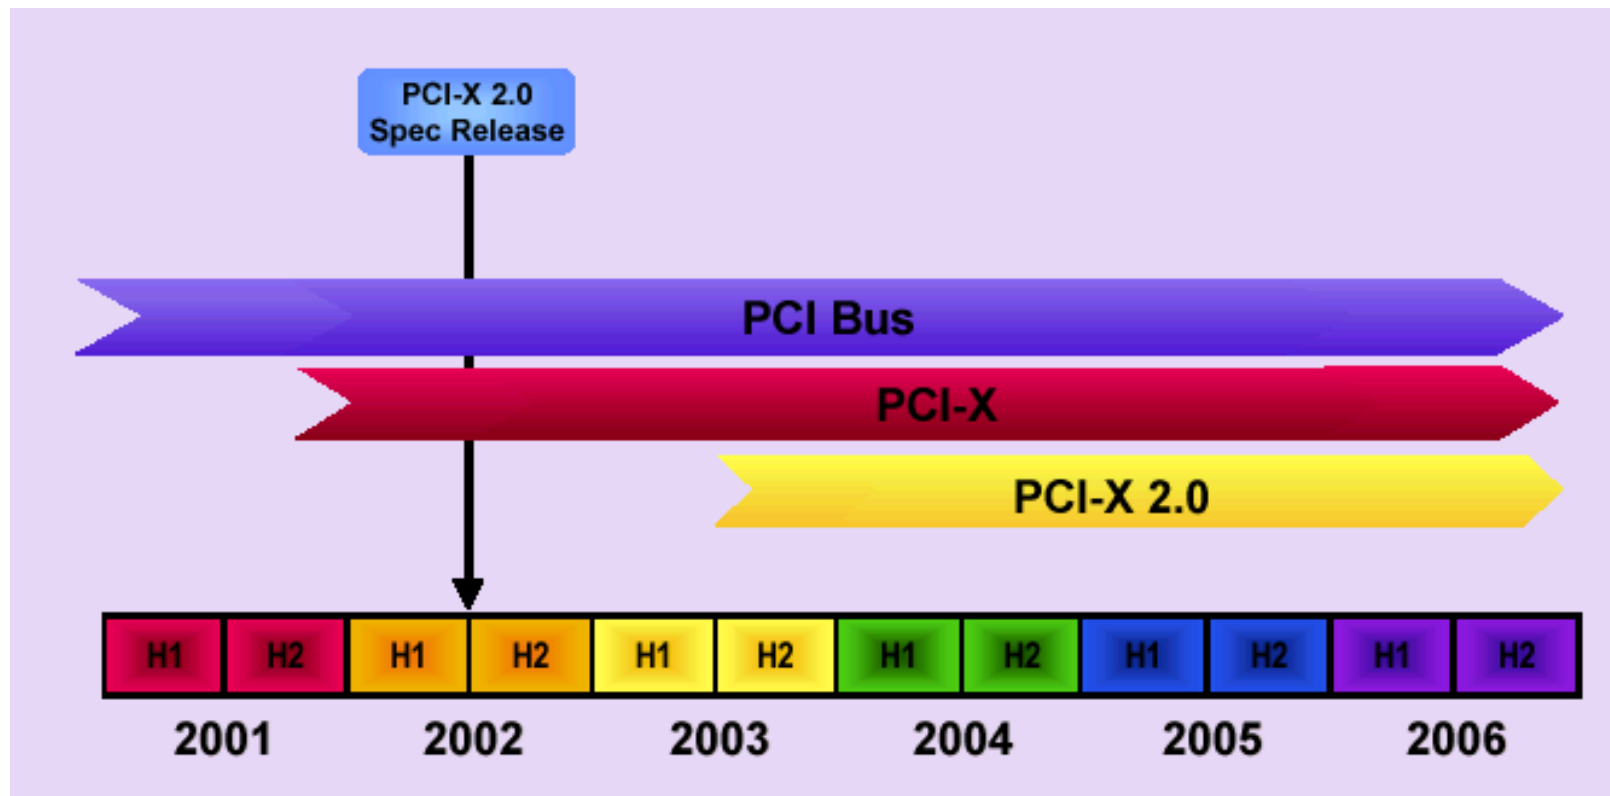 PCI-X 2.0
Spec Release
PCI Bus
PCI-X
PCI-X 2.0
H1 H2 H1 H2 H1 H2 H1 H2 H1 H2 H1 H2
2001 2002 2003 2004 2005 2006